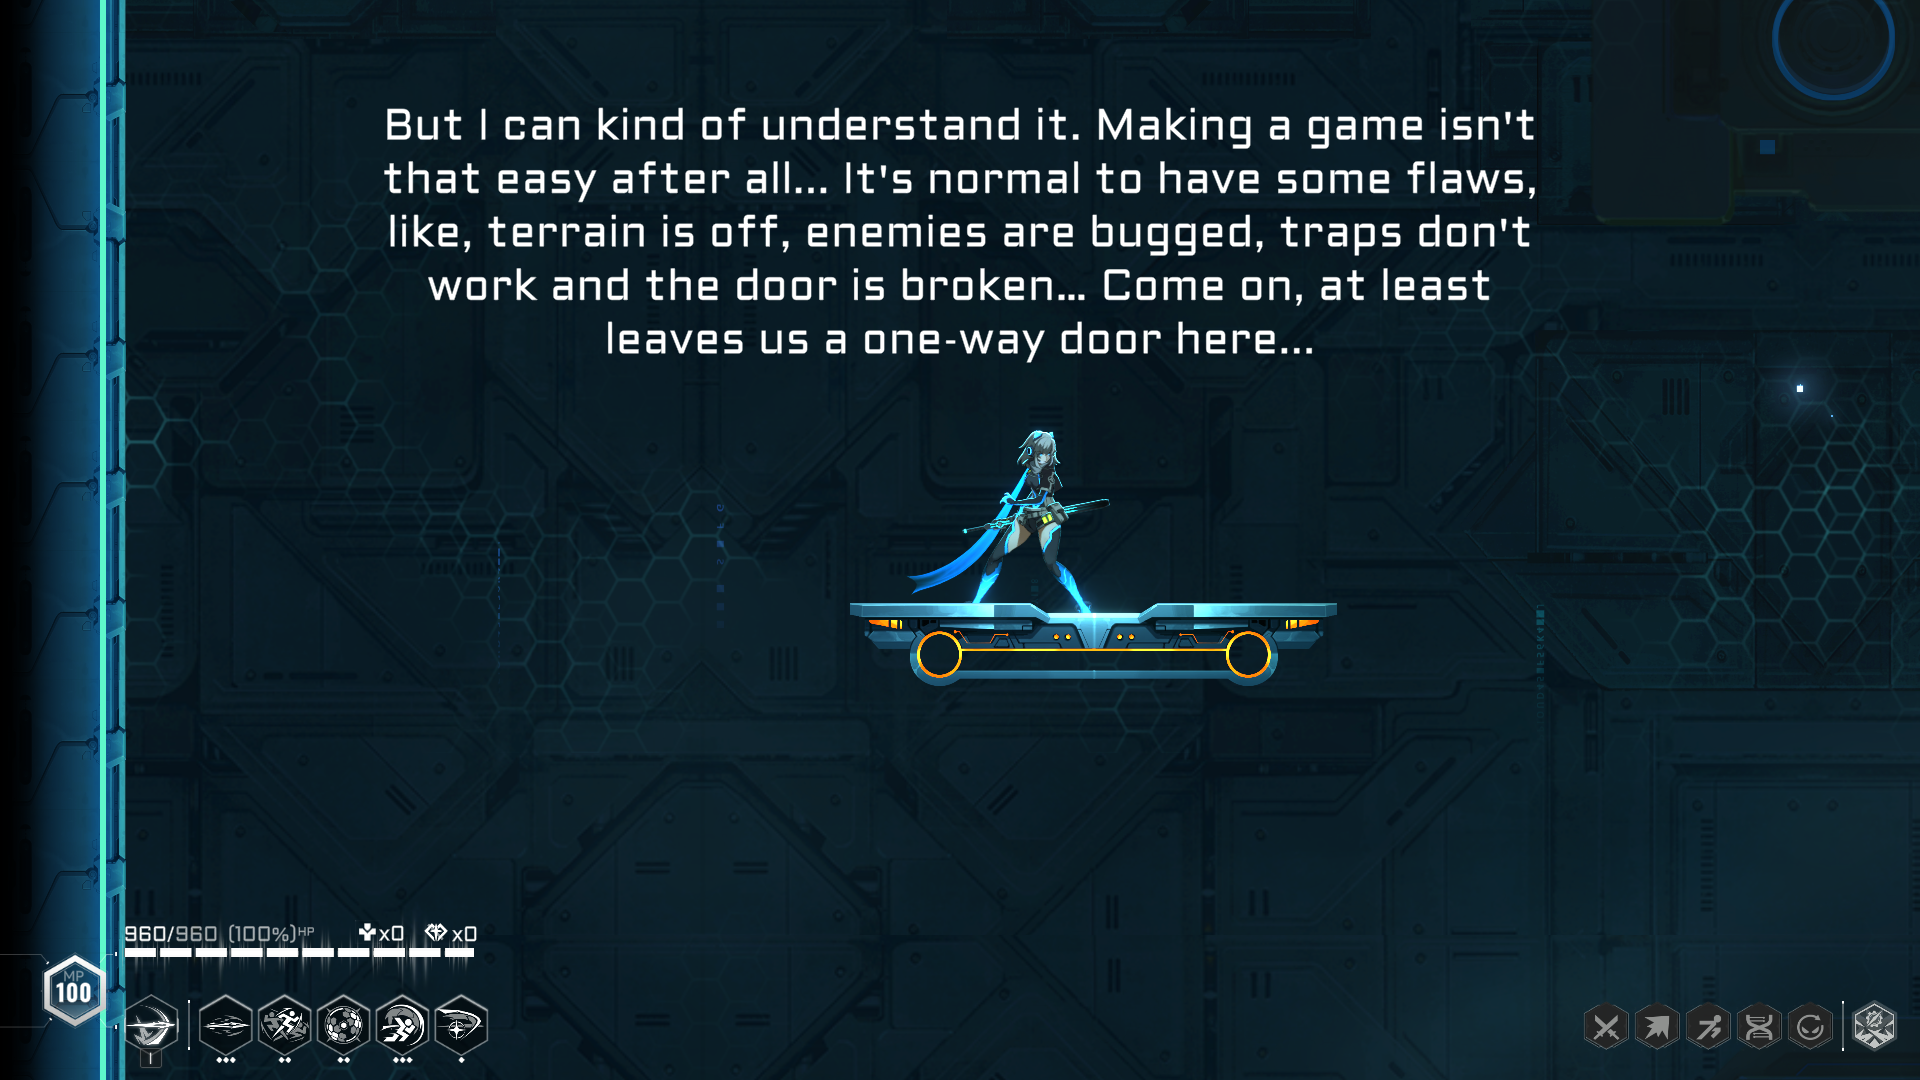 But I can kind of understand it. Making a game isn't
that easy after all... It's normal to have some flaws,
like, terrain is off, enemies are bugged, traps don't
work and the door is broken... Come on, at least
leaves us a one-way door here...
960/960 (100%)HP x0 x0
MP
100
I